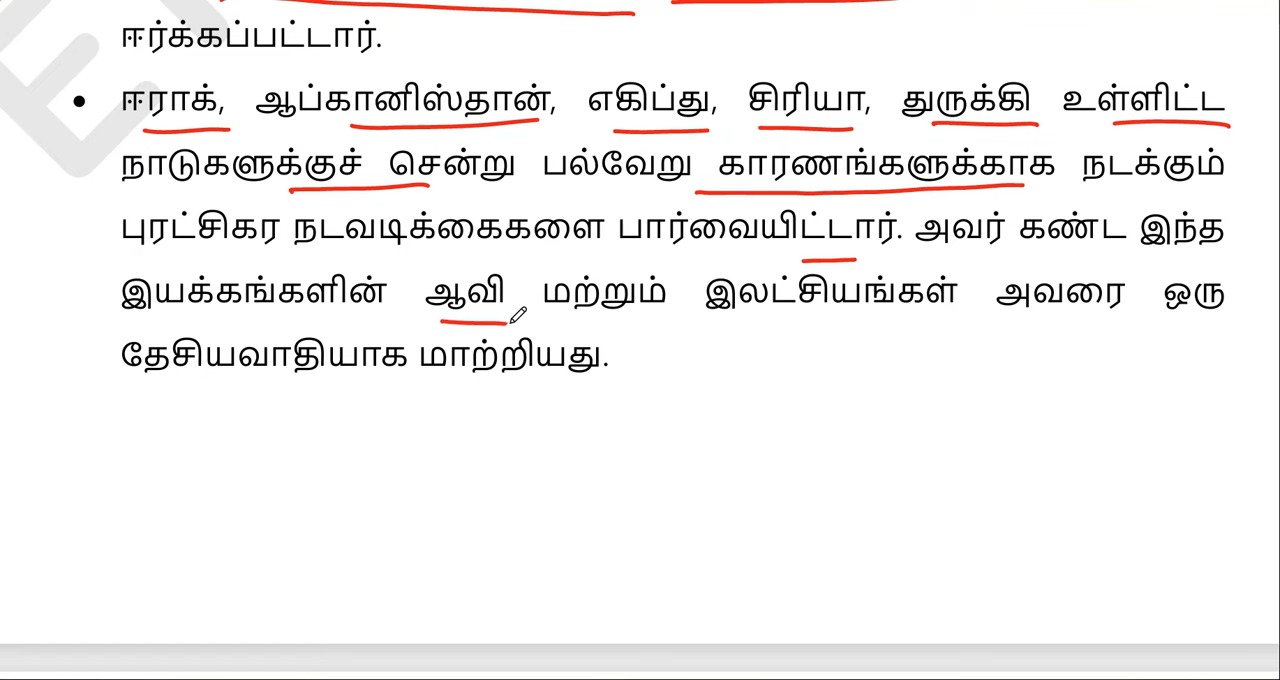 ஈர்க்கப்பட்டார்.
• ஈராக், ஆப்கானிஸ்தான், எகிப்து, சிரியா, துருக்கி உள்ளிட்ட
நாடுகளுக்குச் சென்று பல்வேறு காரணங்களுக்காக நடக்கும்
புரட்சிகர நடவடிக்கைகளை பார்வையிட்டார். அவர் கண்ட இந்த
இயக்கங்களின் ஆவி மற்றும் இலட்சியங்கள் அவரை ஒரு
தேசியவாதியாக மாற்றியது.